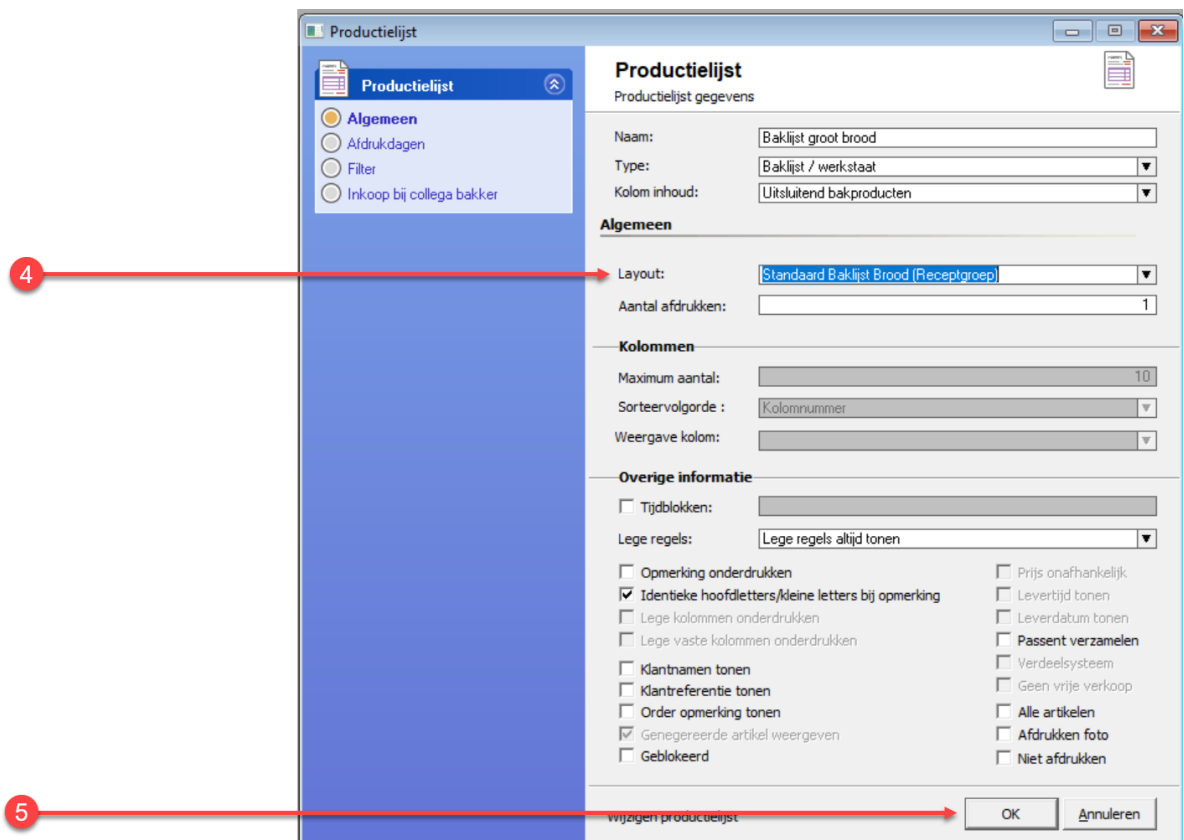 Productielijst
Productielijst
Algemeen
Afdrukdagen
Filter
Inkoop bij collega bakker
Productielijst
Productielijst gegevens
Naam: Baklijst groot brood
Type: Baklijst / werkstaat
Kolom inhoud: Uitsluitend bakproducten
Algemeen
4
Layout: Standaard Baklijst Brood (Receptgroep)
Aantal afdrukken: 1
Kolommen
Maximum aantal: 10
Sorteervolgorde : Kolomnummer
Weergave kolom:
Overige informatie
Tijdblokken:
Lege regels: Lege regels altijd tonen
Opmerking onderdrukken Prijs onafhankelijk
Identieke hoofdletters/kleine letters bij opmerking Levertijd tonen
Lege kolommen onderdrukken Leverdatum tonen
Lege vaste kolommen onderdrukken Passent verzamelen
Verdeelsysteem
Klantnamen tonen
Klantreferentie tonen Geen vrije verkoop
Order opmerking tonen Alle artikelen
Genegereerde artikel weergeven Afdrukken foto
Geblokeerd Niet afdrukken
5
Wijzigen productielijst OK Annuleren